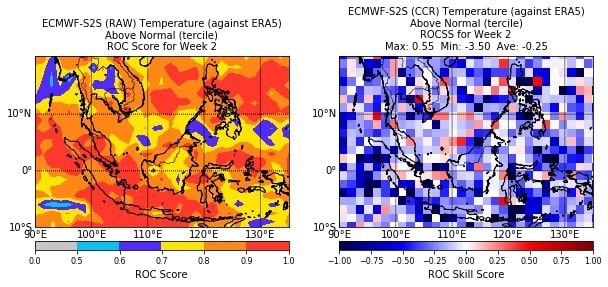 ECMWF-S2S (RAW) Temperature (against ERA5)
Above Normal (tercile)
ROC Score for Week 2
10°N
0°
10°S
90°E 100°E 110°E 120°E 130°E
0.0 0.5 0.6 0.7 0.8 0.9 1.0
ROC Score
ECMWF-S2S (CCR) Temperature (against ERA5)
Above Normal (tercile)
ROCSS for Week 2
Max: 0.55 Min: -3.50 Ave: -0.25
10°N
0°
10°S
90°E 100°E 110°E 120°E 130°E
−1.00 −0.75 −0.50 −0.25 0.00 0.25 0.50 0.75 1.00
ROC Skill Score